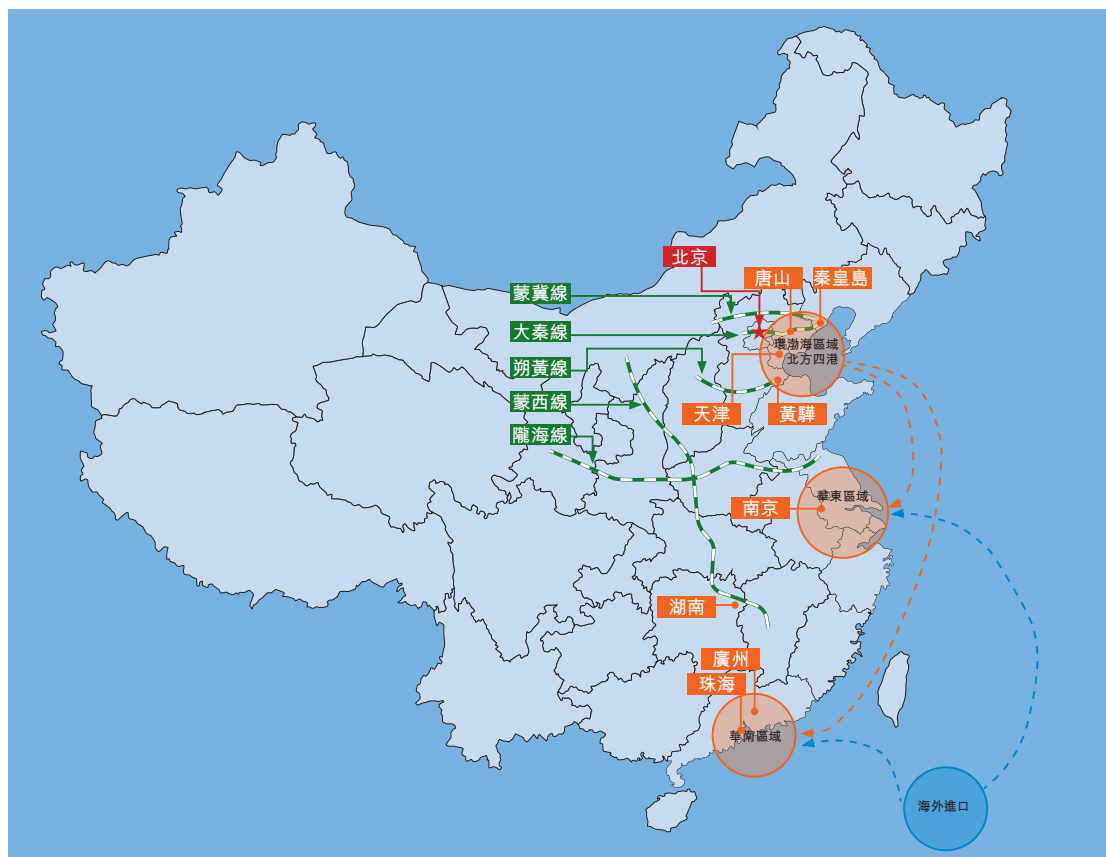 北京
唐山
秦皇島
蒙冀線
大秦線
環渤海區域
北方四港
朔黃線
蒙西線
天津
黃驊
隴海線
華東區域
南京
湖南
廣州
珠海
華南區域
海外進口